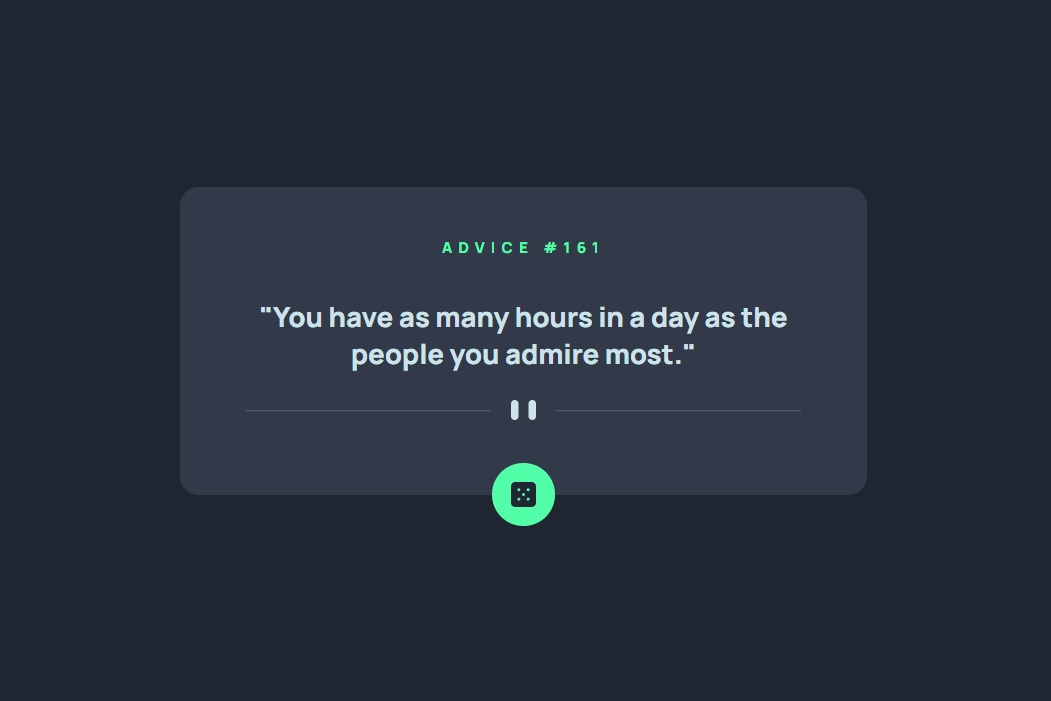 ADVICE #161
"You have as many hours in a day as the
people you admire most."